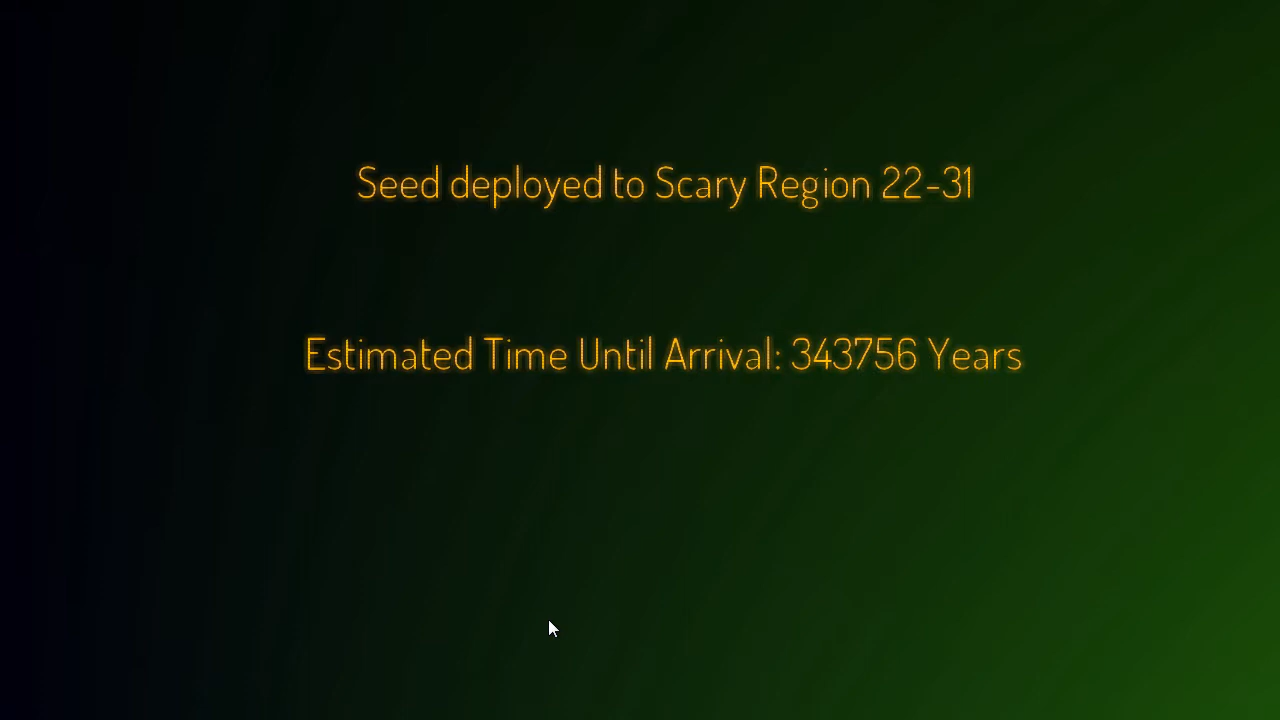 Seed deployed to Scary Region 22-31
Estimated Time Until Arrival: 343756 Years